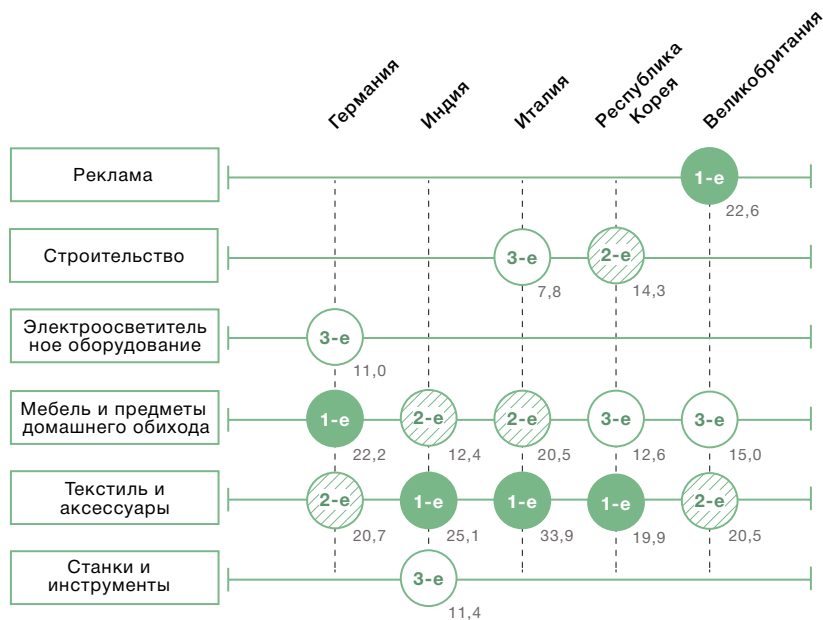 Германия
Индия
Италия
Республика
Корея
Великобритания
Реклама
1-е
22,6
Строительство
3-е
2-е
7,8
14,3
Электроосветитель
ное оборудование
3-е
11,0
Мебель и предметы
домашнего обихода
1-е
2-е
2-е
3-е
3-е
22,2
12,4
20,5
12,6
15,0
Текстиль и
аксессуары
2-е
1-е
1-е
1-е
2-е
20,7
25,1
33,9
19,9
20,5
Станки и
инструменты
3-е
11,4